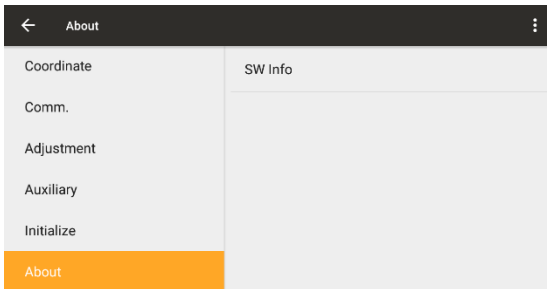 About
Coordinate
Comm.
Adjustment
Auxiliary
Initialize
About
SW Info